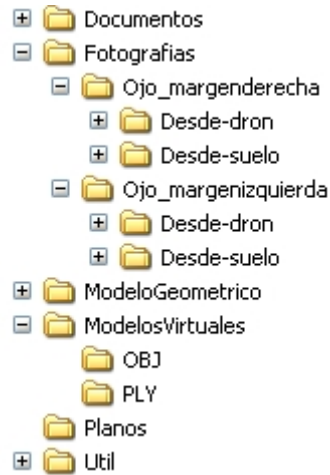 Documentos
Fotografias
Ojo_margenderecha
Desde-dron
Desde-suelo
Ojo_margenizquierda
Desde-dron
Desde-suelo
ModeloGeometrico
ModelosVirtuales
OBJ
PLY
Planos
Util